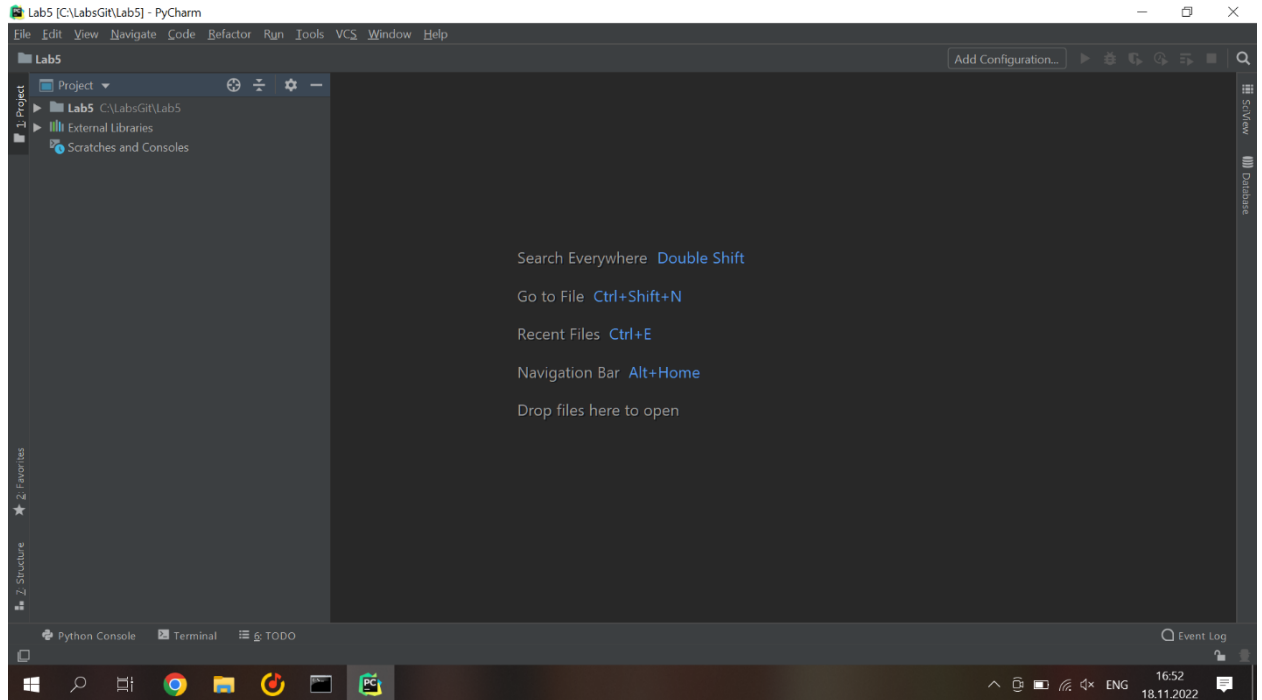 Lab5 [C:\LabsGit\Lab5] - PyCharm
File Edit View Navigate Code Refactor Run Tools VCS Window Help
Lab5
Add Configuration...
Project
Lab5 C:\LabsGit\Lab5
External Libraries
Scratches and Consoles
1: Project
2: Favorites
7: Structure
Search Everywhere Double Shift
Go to File Ctrl+Shift+N
Recent Files Ctrl+E
Navigation Bar Alt+Home
Drop files here to open
SciView
Database
Python Console Terminal 6: TODO
Event Log
PC
ENG
16:52
18.11.2022